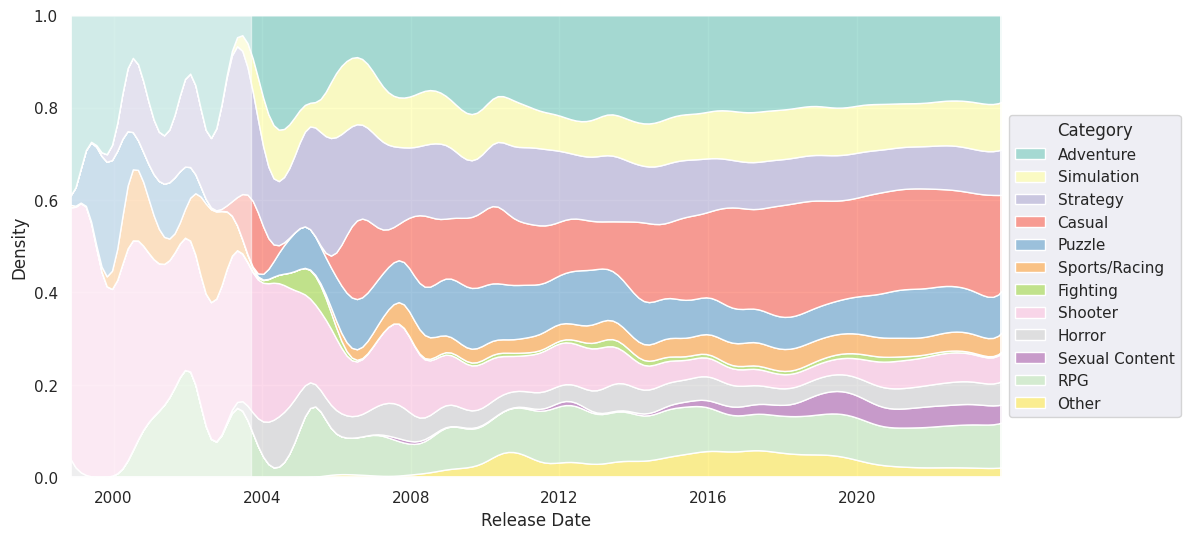 1.0
0.8
0.6
0.4
0.2
0.0
Density
2000
2004
2008
2012
2016
2020
Release Date
Category
Adventure
Simulation
Strategy
Casual
Puzzle
Sports/Racing
Fighting
Shooter
Horror
Sexual Content
RPG
Other